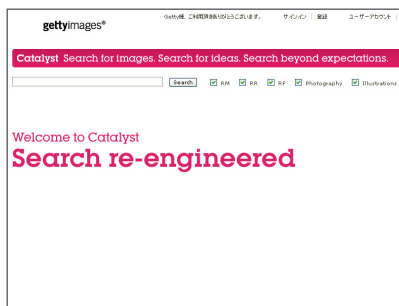 gettyimages®
Getty様、ご利用頂きありがとうございます。 サインイン | 登録 ユーザーアカウント |
Catalyst Search for images. Search for ideas. Search beyond expectations.
Search RM RR RF Photography Illustrations
Welcome to Catalyst
Search re-engineered